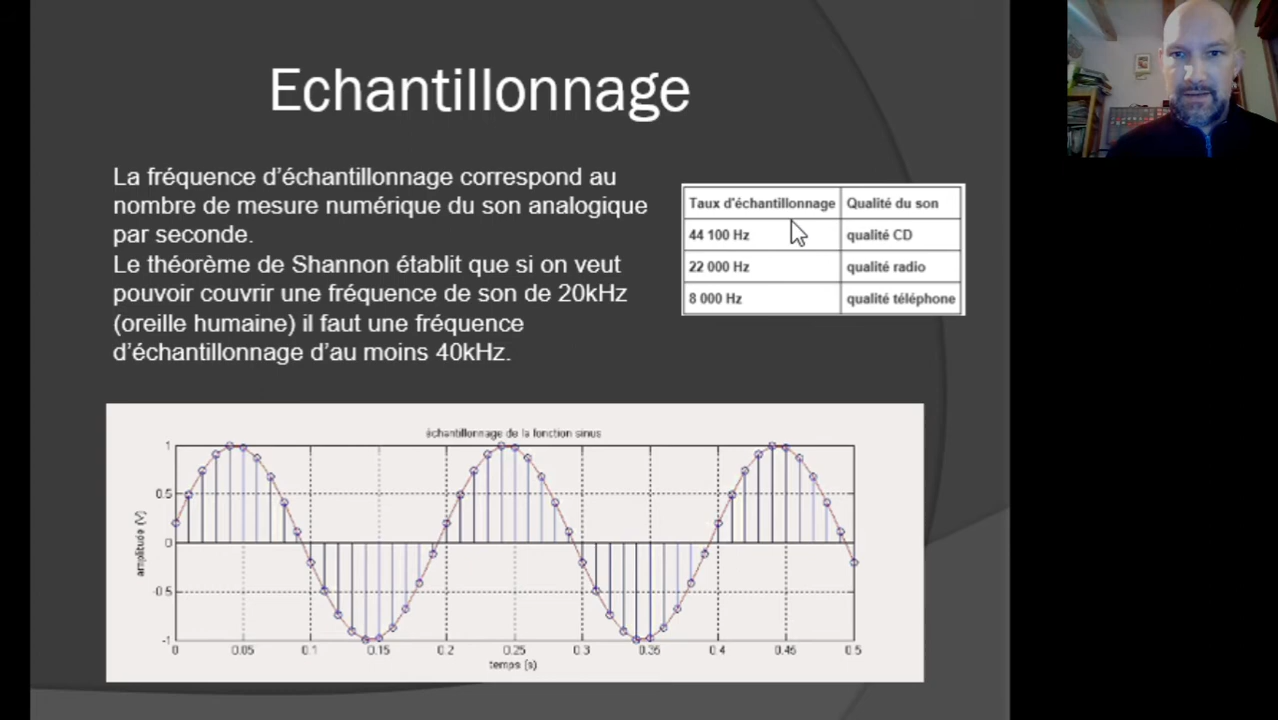 Echantillonnage
La fréquence d'échantillonnage correspond au
nombre de mesure numérique du son analogique
par seconde.
Le théorème de Shannon établit que si on veut
pouvoir couvrir une fréquence de son de 20kHz
(oreille humaine) il faut une fréquence
d'échantillonnage d'au moins 40kHz.
Taux d'échantillonnage Qualité du son
44 100 Hz qualité CD
22 000 Hz qualité radio
8 000 Hz qualité téléphone
échantillonnage de la fonction sinus
1
0.5
0
-0.5
-1
amplitude (V)
0 0.05 0.1 0.15 0.2 0.25 0.3 0.35 0.4 0.45 0.5
temps (s)